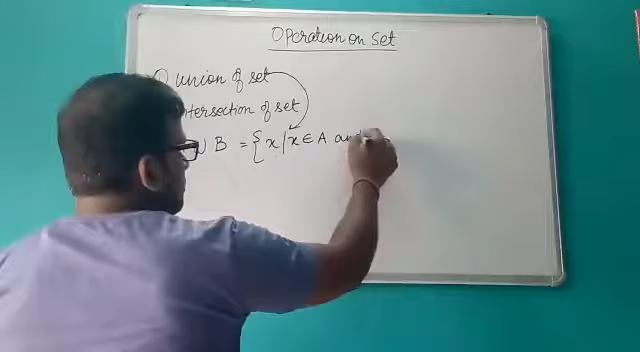 Operation on Set
union of set
ntersection of set
B = { x / x ∈ A an